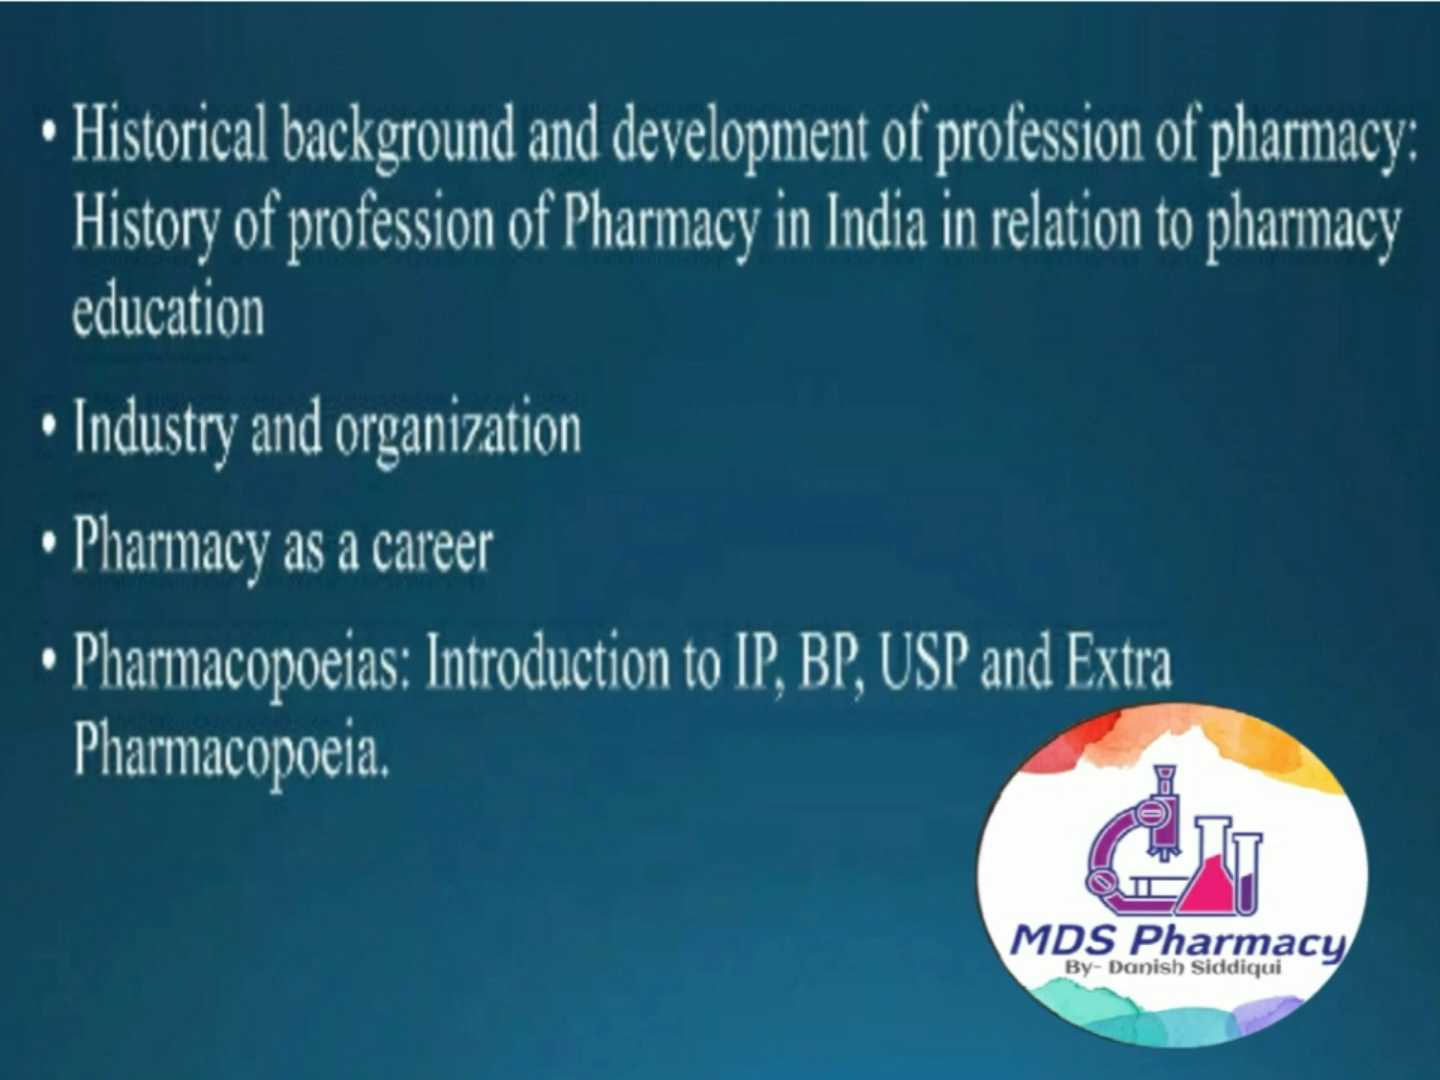 • Historical background and development of profession of pharmacy:
History of profession of Pharmacy in India in relation to pharmacy
education
• Industry and organization
• Pharmacy as a career
• Pharmacopoeias: Introduction to IP, BP, USP and Extra
Pharmacopoeia.
MDS Pharmacy
By- Danish Siddiqui